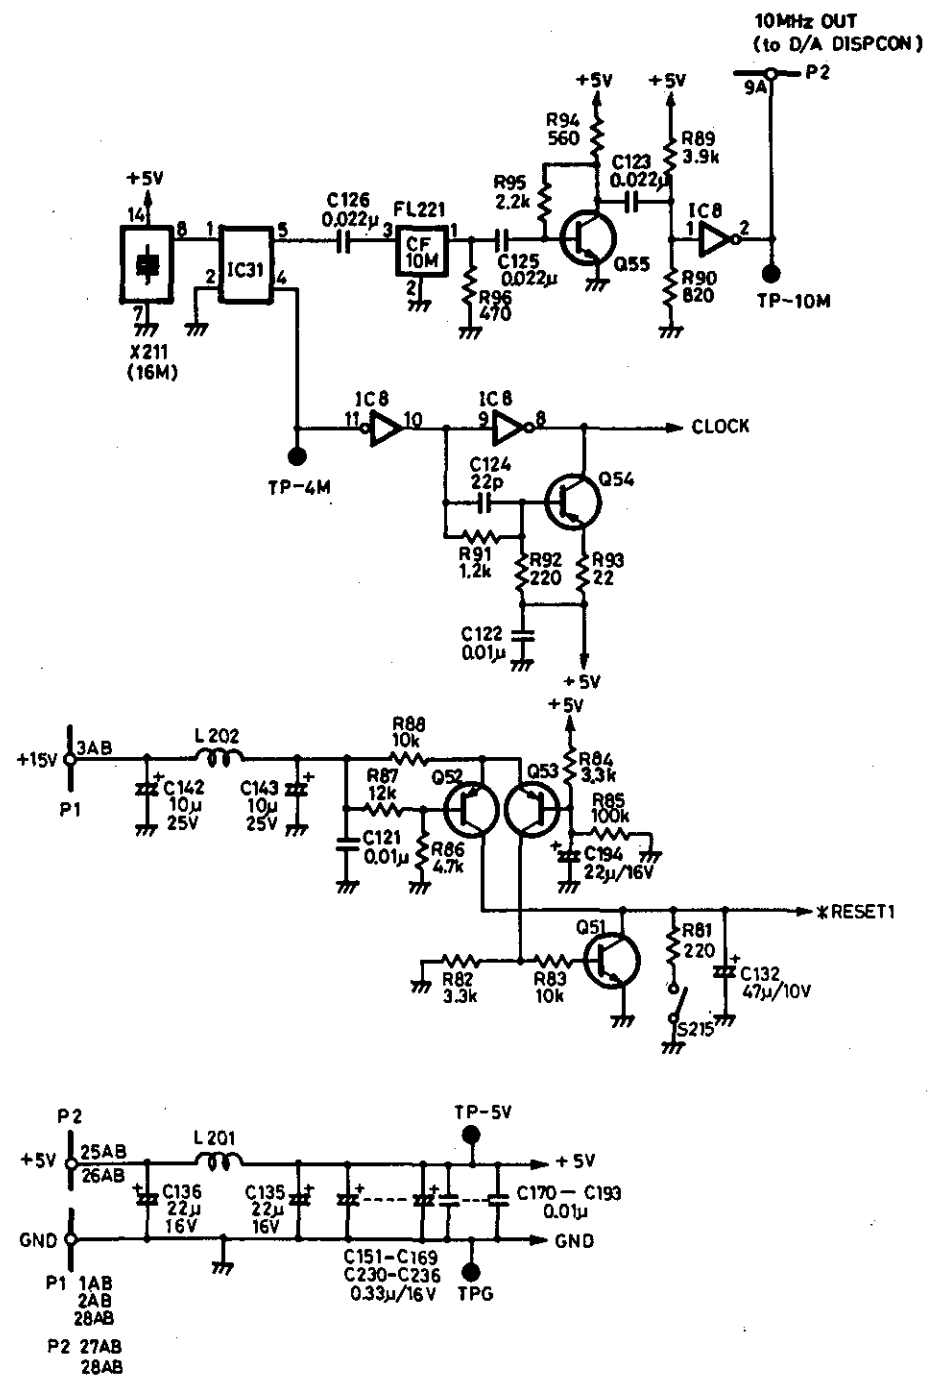 10MHz OUT
(to D/A DISPCON)
P2
9A
+5V
+5V
R94
560
R89
3.9k
C123
0.022μ
R95
2.2k
+5V
14
C126
0.022μ
FL221
IC8
8
1
5
3
CF
10M
1
1
2
IC31
C125
0.022μ
Q55
2
4
2
R96
470
R90
820
TP-10M
7
X211
(16M)
IC8
IC8
11
10
9
8
CLOCK
TP-4M
C124
22p
Q54
R91
1.2k
R92
220
R93
22
C122
0.01μ
+5V
+5V
+15V
3AB
P1
L202
R88
10k
R84
3.3k
Q52
Q53
+
C142
10μ
25V
C143
10μ
25V
+
R87
12k
R85
100k
C121
0.01μ
R86
4.7k
+
C194
22μ/16V
*RESET1
Q51
R81
220
+
C132
47μ/10V
R82
3.3k
R83
10k
S215
P2
L201
TP-5V
+5V
25AB
26AB
+5V
+
C136
22μ
16V
C135
22μ
16V
+
+
+
C170-C193
0.01μ
GND
GND
C151-C169
C230-C236
0.33μ/16V
TPG
P1 1AB
2AB
28AB
P2 27AB
28AB